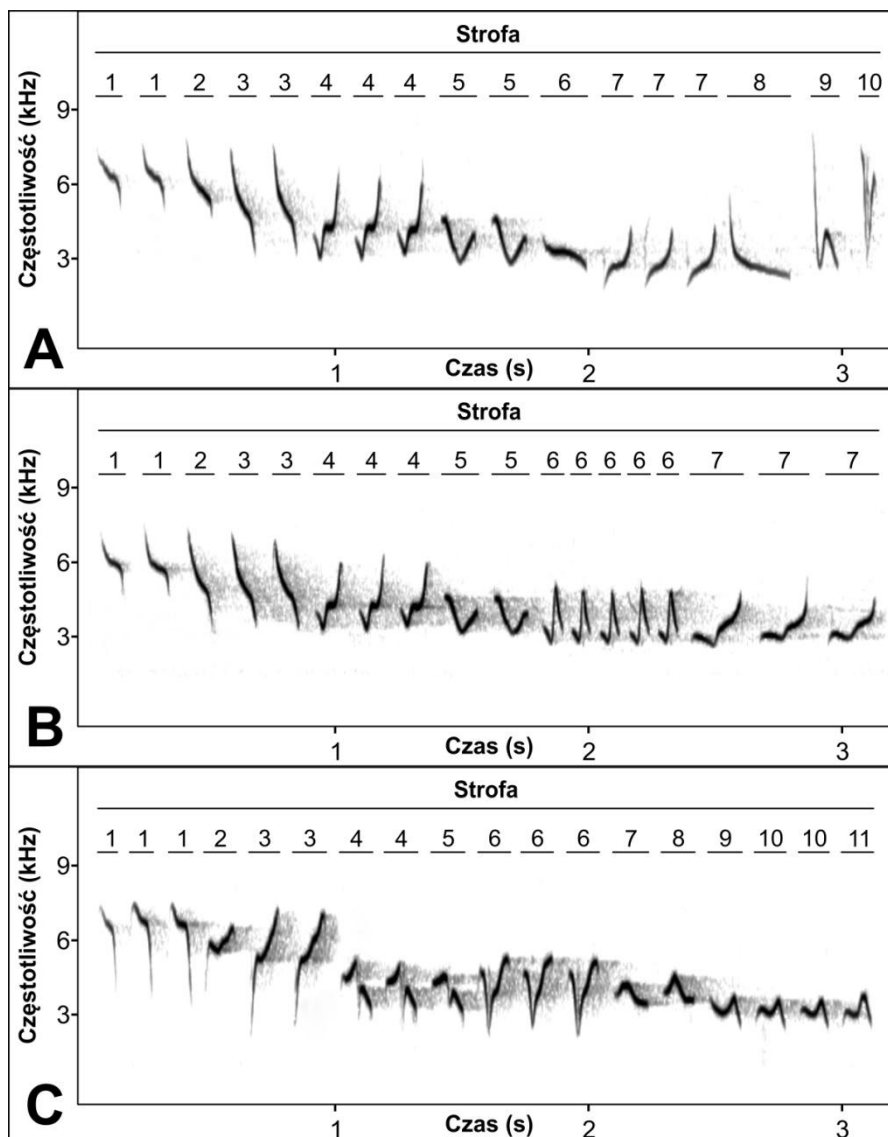 Strofa
1 1 2 3 3 4 4 4 5 5 6 7 7 7 8 9 10
Częstotliwość (kHz)
9
6
3
A
1 2 3
Czas (s)
Strofa
1 1 2 3 3 4 4 4 5 5 6 6 6 6 6 7 7 7
Częstotliwość (kHz)
9
6
3
B
1 2 3
Czas (s)
Strofa
1 1 1 2 3 3 4 4 5 6 6 6 7 8 9 10 10 11
Częstotliwość (kHz)
9
6
3
C
1 2 3
Czas (s)